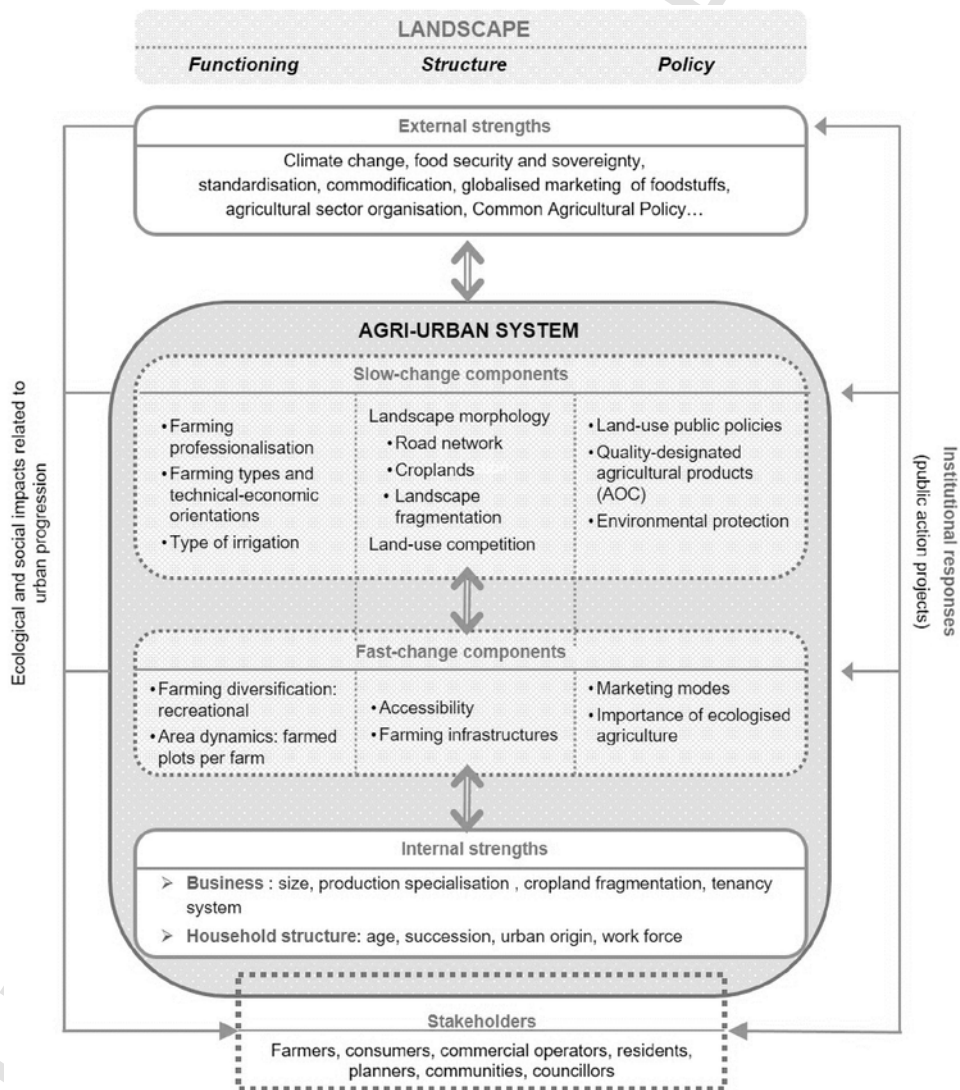 LANDSCAPE
Functioning Structure Policy
External strengths
Climate change, food security and sovereignty,
standardisation, commodification, globalised marketing of foodstuffs,
agricultural sector organisation, Common Agricultural Policy...
AGRI-URBAN SYSTEM
Slow-change components
• Farming
professionalisation
• Farming types and
technical-economic
orientations
• Type of irrigation
Landscape morphology
• Road network
• Croplands
• Landscape
fragmentation
Land-use competition
• Land-use public policies
• Quality-designated
agricultural products
(AOC)
• Environmental protection
Fast-change components
• Farming diversification:
recreational
• Area dynamics: farmed
plots per farm
• Accessibility
• Farming infrastructures
• Marketing modes
• Importance of ecologised
agriculture
Internal strengths
➢ Business : size, production specialisation , cropland fragmentation, tenancy
system
➢ Household structure: age, succession, urban origin, work force
Stakeholders
Farmers, consumers, commercial operators, residents,
planners, communities, councillors
Ecological and social impacts related to
urban progression
Institutional responses
(public action projects)